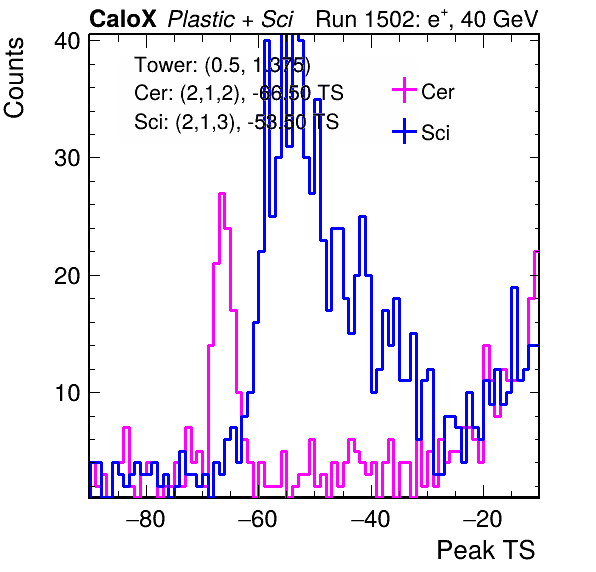 CaloX Plastic + Sci Run 1502: e+, 40 GeV
Counts
40
30
20
10
Tower: (0.5, 1.375)
Cer: (2,1,2), -66.50 TS
Sci: (2,1,3), -53.50 TS
Cer
Sci
−80 −60 −40 −20
Peak TS